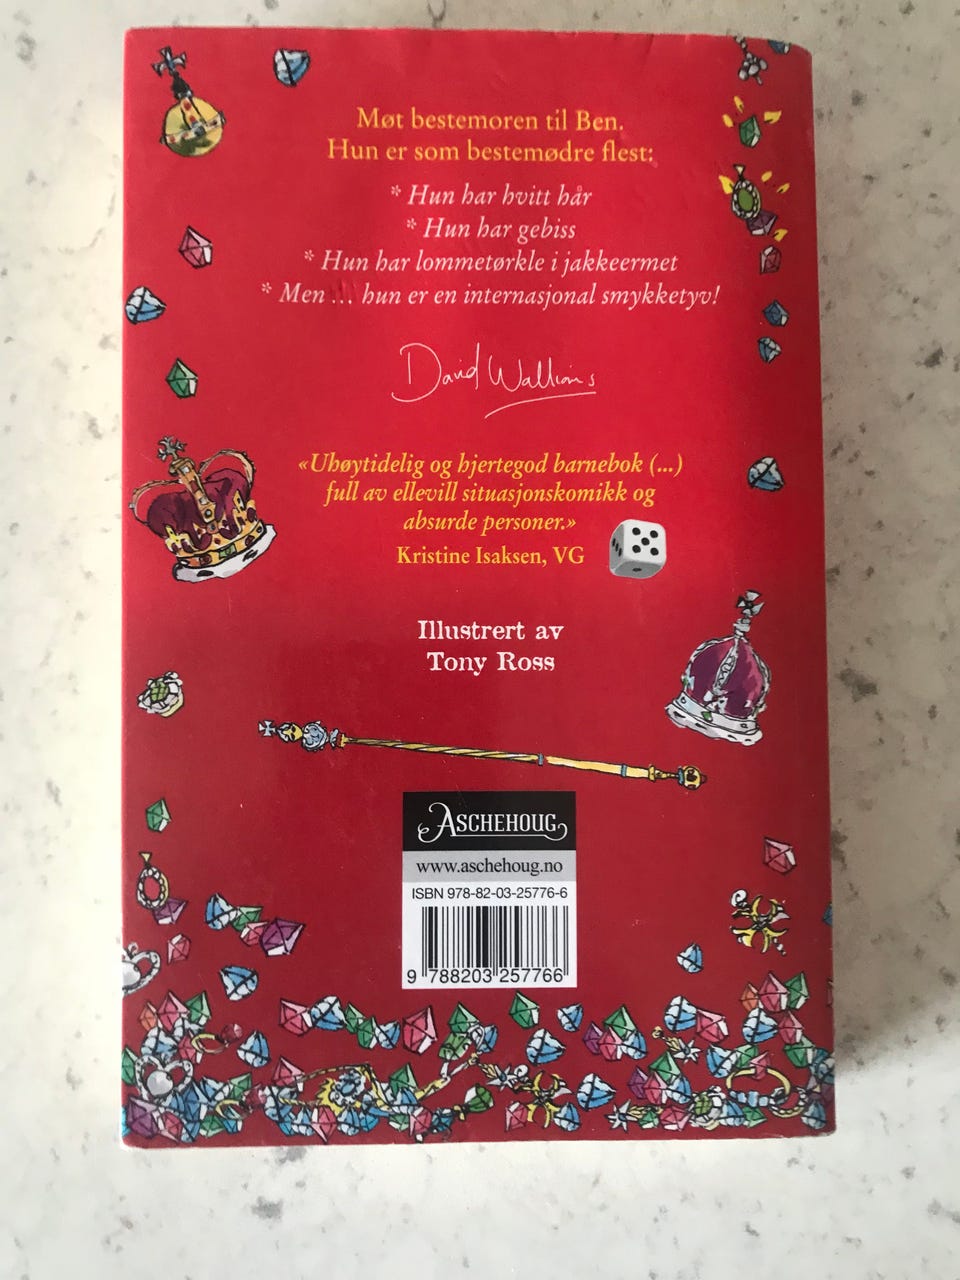 Møt bestemoren til Ben.
Hun er som bestemødre flest:
* Hun har hvitt hår
* Hun har gebiss
* Hun har lommetørkle i jakkeermet
* Men ... hun er en internasjonal smykketyv!
David Walliams
«Uhøytidelig og hjertegod barnebok (...)
full av ellevill situasjonskomikk og
absurde personer.»
Kristine Isaksen, VG
Illustrert av
Tony Ross
ASCHEHOUG
www.aschehoug.no
ISBN 978-82-03-25776-6
9 788203 257766